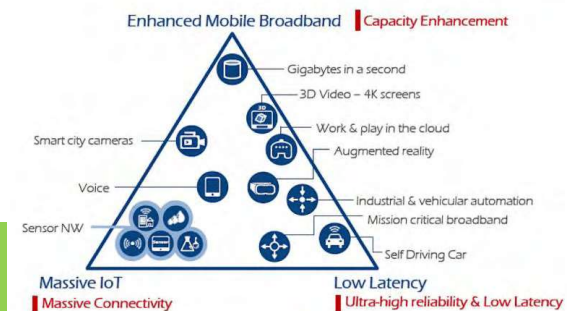 Enhanced Mobile Broadband
Capacity Enhancement
Gigabytes in a second
3D Video – 4K screens
3D
Work & play in the cloud
Smart city cameras
Augmented reality
Voice
Industrial & vehicular automation
Mission critical broadband
Sensor NW
Self Driving Car
Massive IoT
Low Latency
Massive Connectivity
Ultra-high reliability & Low Latency